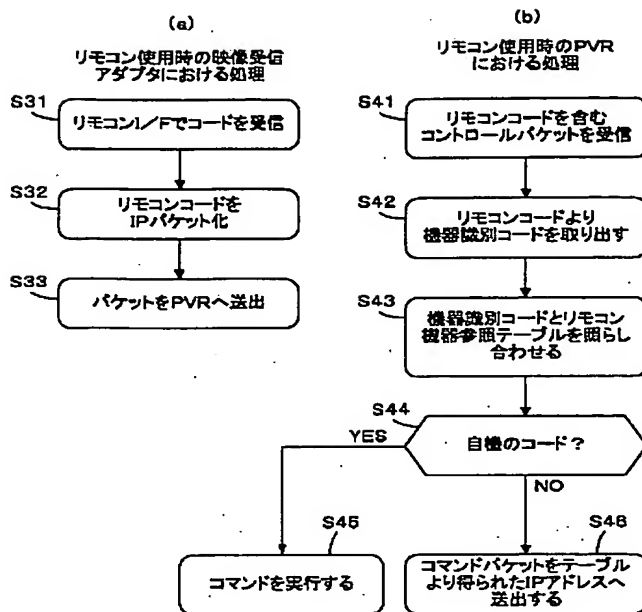 (a)
リモコン使用時の映像受信
アダプタにおける処理
S31
リモコンI/Fでコードを受信
S32
リモコンコードを
IPパケット化
S33
パケットをPVRへ送出
(b)
リモコン使用時のPVR
における処理
S41
リモコンコードを含む
コントロールパケットを受信
S42
リモコンコードより
機器識別コードを取り出す
S43
機器識別コードとリモコン
機器参照テーブルを照らし
合わせる
S44
自機のコード？
YES
NO
S45
コマンドを実行する
S46
コマンドパケットをテーブル
より得られたIPアドレスへ
送出する